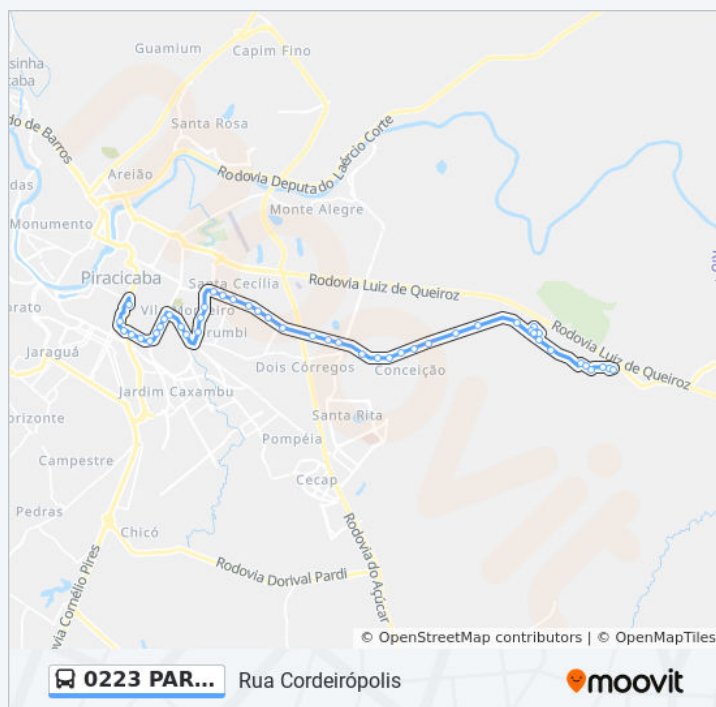 Guamium
Capim Fino
sinha
aba
Santa Rosa
do de Barros
Rodovia Deputado Laércio Corte
Areião
das
Monte Alegre
Monumento
Piracicaba
Santa Cecília
Rodovia Luiz de Queiroz
arato
Vila Monteiro
Morumbi
Rodovia Luiz de Queiroz
Jaraguá
Dois Córregos
Conceição
Jardim Caxambu
Santa Rita
orizonte
Pompéia
Campestre
Cecap
Pedras
Chicó
Rodovia do Açúcar
Rodovia Dorival Pardi
via Cornélio Pires
© OpenStreetMap contributors | © OpenMapTiles
0223 PAR... Rua Cordeirópolis
moovit